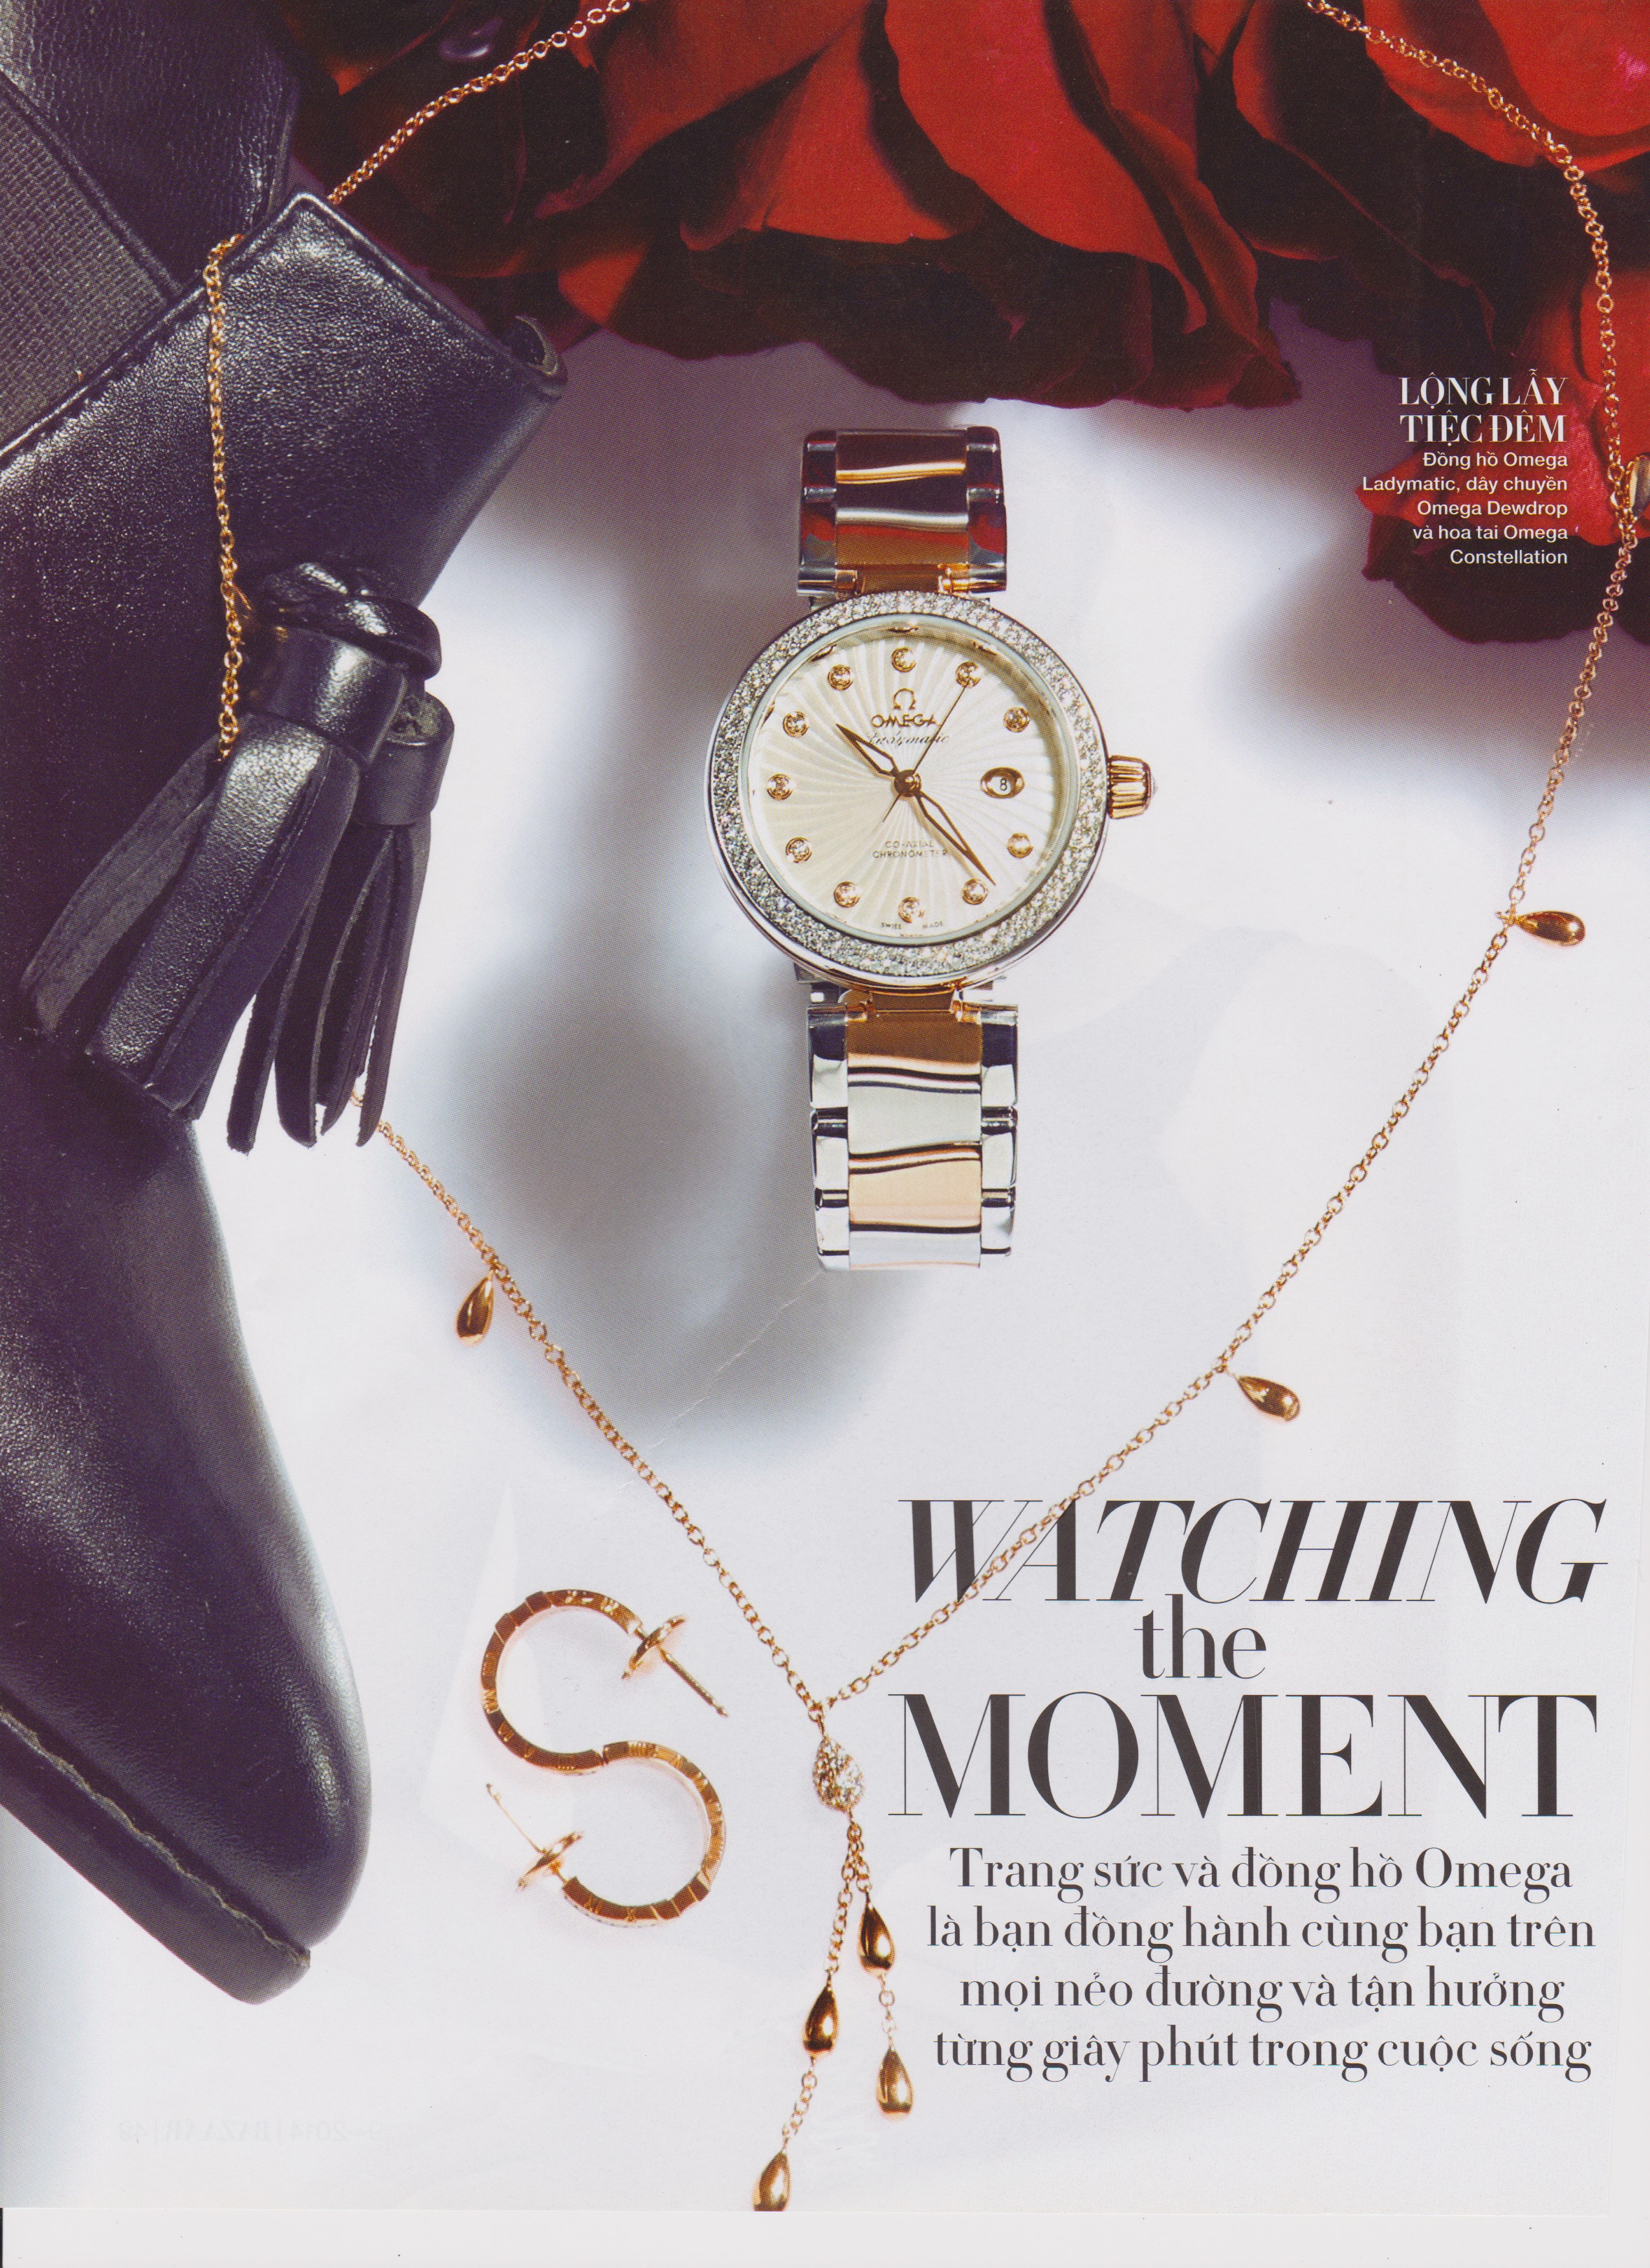 LỘNG LẪY
TIỆC ĐÊM
Đồng hồ Omega
Ladymatic, dây chuyền
Omega Dewdrop
và hoa tai Omega
Constellation
OMEGA
Ladymatic
8
CO-AXIAL
CHRONOMETER
SWISS MADE
WATCHING
the
MOMENT
Trang sức và đồng hồ Omega
là bạn đồng hành cùng bạn trên
mọi nẻo đường và tận hưởng
từng giây phút trong cuộc sống